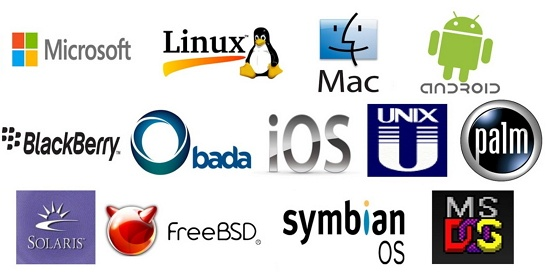 Microsoft
Linux
Mac
ANDROID
BlackBerry
bada
iOS
UNIX
U
palm
SOLARIS
FreeBSD
symbian
OS
MS
DOS